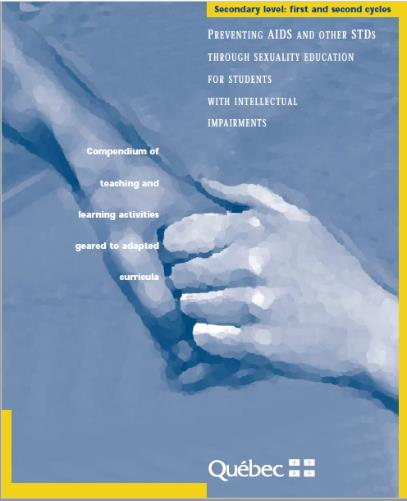 Secondary level: first and second cycles
PREVENTING AIDS AND OTHER STDS
THROUGH SEXUALITY EDUCATION
FOR STUDENTS
WITH INTELLECTUAL
IMPAIRMENTS
Compendium of
teaching and
learning activities
geared to adapted
curricula
Québec